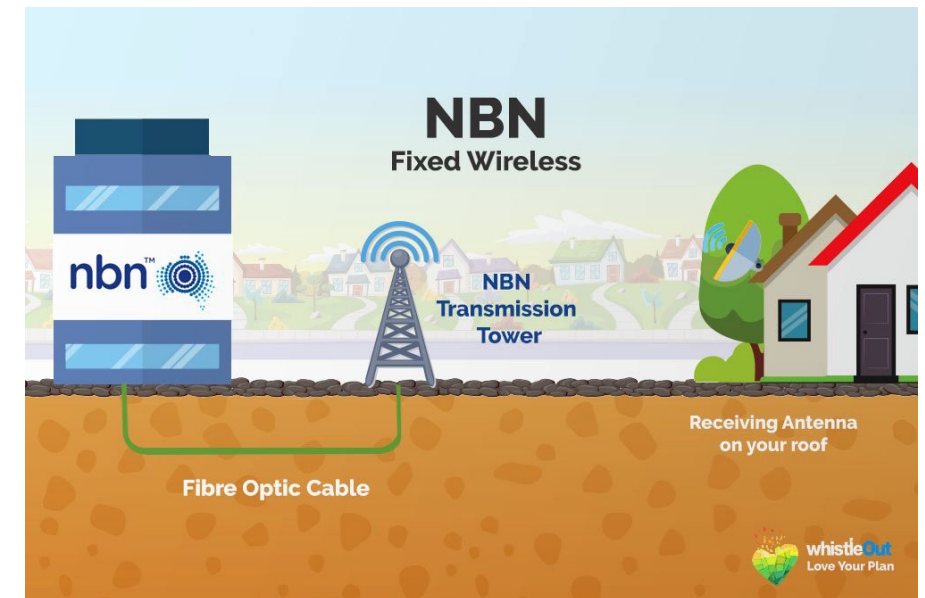 NBN
Fixed Wireless
nbn™
NBN
Transmission
Tower
Receiving Antenna
on your roof
Fibre Optic Cable
whistleOut
Love Your Plan